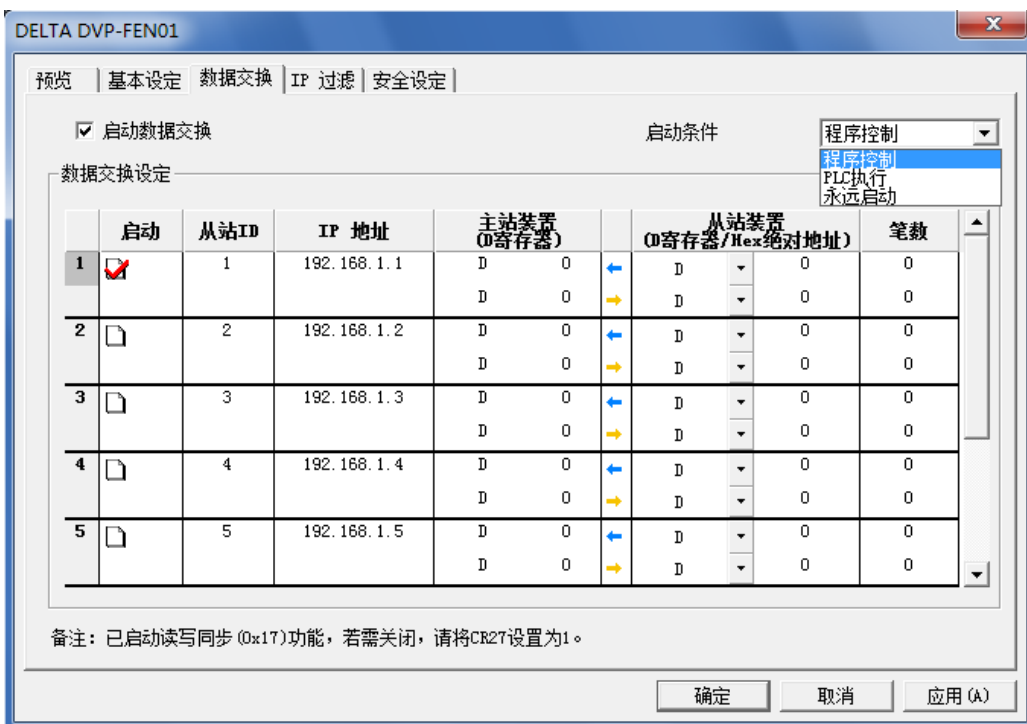 DELTA DVP-FEN01
预览 基本设定 数据交换 IP 过滤 安全设定
启动数据交换 启动条件 程序控制
程序控制
PLC执行
永远启动
数据交换设定
启动 从站ID IP 地址 主站装置 (D寄存器) 从站装置 (D寄存器/Hex绝对地址) 笔数
1 1 192.168.1.1 D 0 D 0 0
D 0 D 0 0
2 2 192.168.1.2 D 0 D 0 0
D 0 D 0 0
3 3 192.168.1.3 D 0 D 0 0
D 0 D 0 0
4 4 192.168.1.4 D 0 D 0 0
D 0 D 0 0
5 5 192.168.1.5 D 0 D 0 0
D 0 D 0 0
备注：已启动读写同步(0x17)功能，若需关闭，请将CR27设置为1。
确定 取消 应用(A)